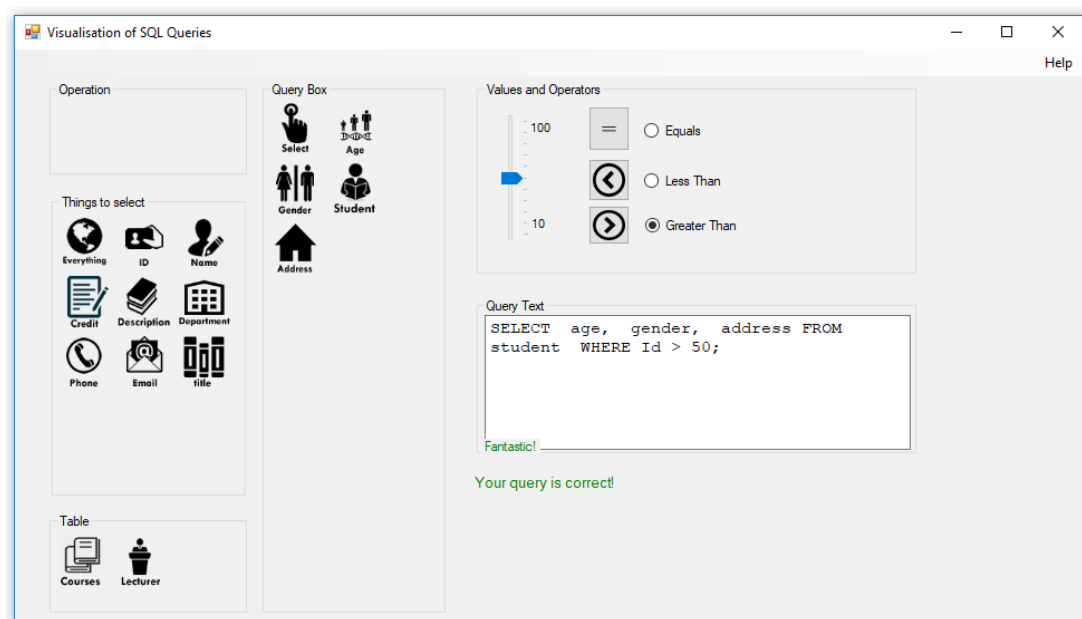 Visualisation of SQL Queries
Help
Operation
Things to select
Everything ID Name
Credit Description Department
Phone Email title
Table
Courses Lecturer
Query Box
Select Age
Gender Student
Address
Values and Operators
100
10
= Equals
< Less Than
> Greater Than
Query Text
SELECT age, gender, address FROM
student WHERE Id > 50;
Fantastic!
Your query is correct!